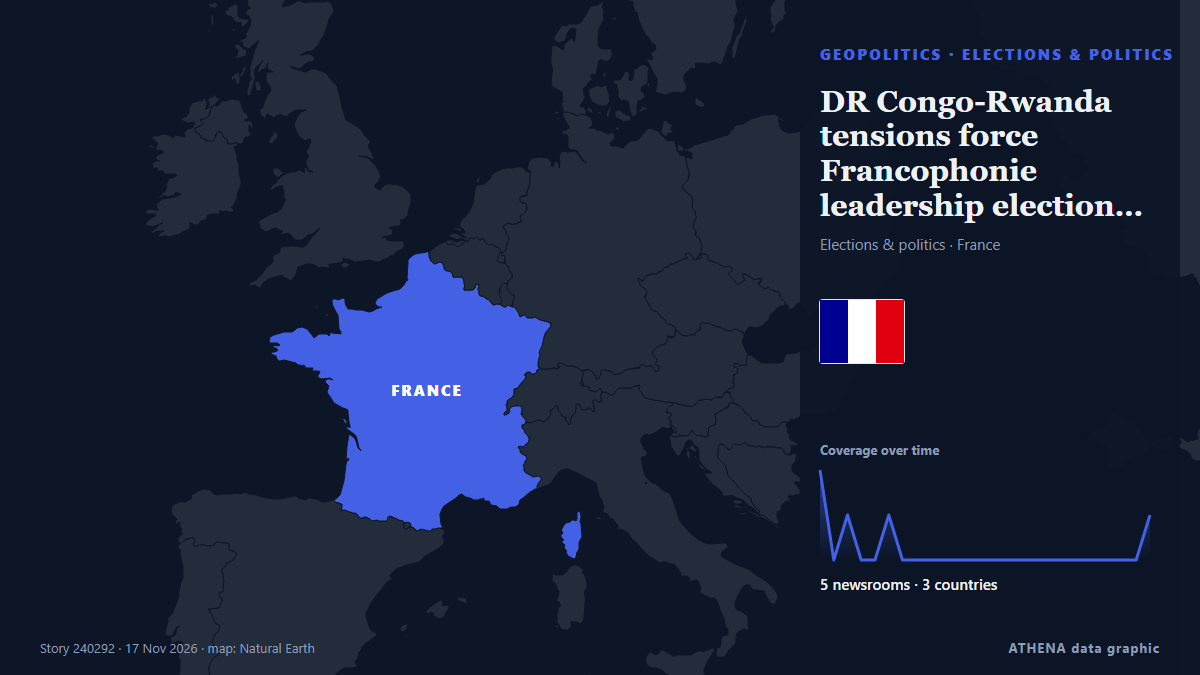 GEOPOLITICS · ELECTIONS & POLITICS
DR Congo-Rwanda
tensions force
Francophonie
leadership election...
Elections & politics · France
FRANCE
Coverage over time
5 newsrooms · 3 countries
Story 240292 · 17 Nov 2026 · map: Natural Earth
ATHENA data graphic